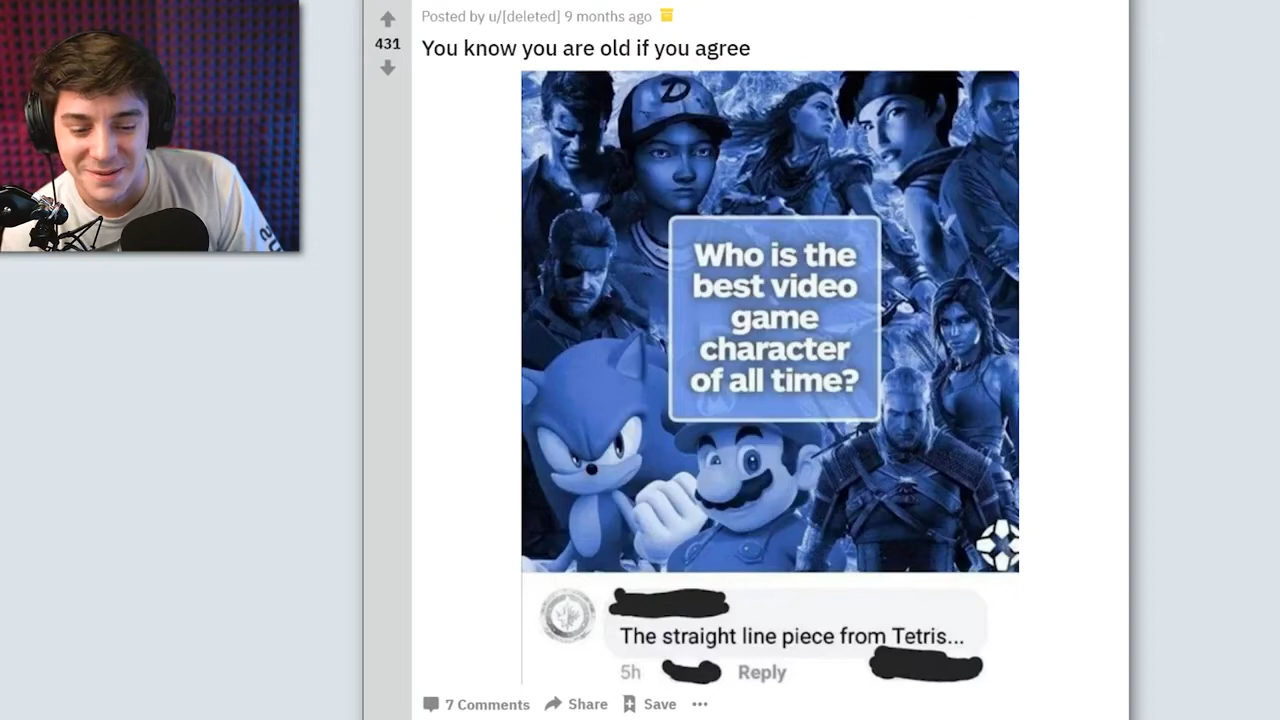 Posted by u/[deleted] 9 months ago
431
You know you are old if you agree
D
Who is the
best video
game
character
of all time?
The straight line piece from Tetris...
5h
Reply
7 Comments
Share
Save